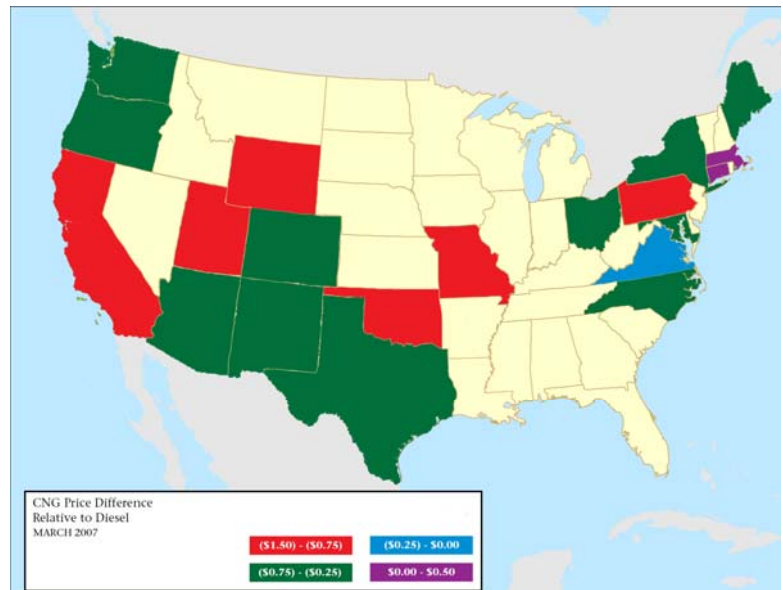 CNG Price Difference
Relative to Diesel
MARCH 2007
($1.50) - ($0.75)
($0.25) - $0.00
($0.75) - ($0.25)
$0.00 - $0.50